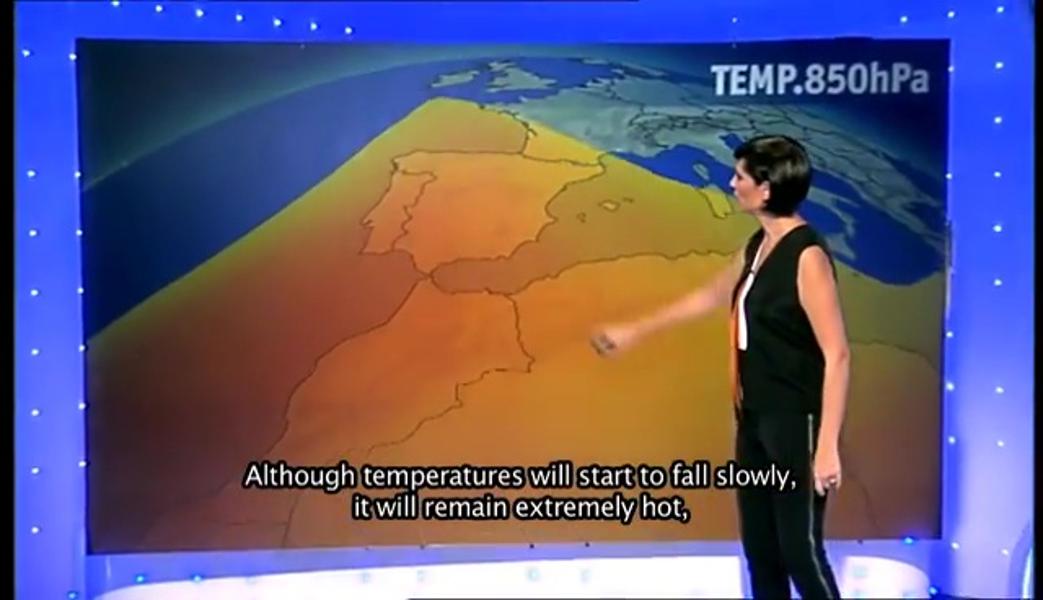 TEMP.850hPa
Although temperatures will start to fall slowly,
it will remain extremely hot,